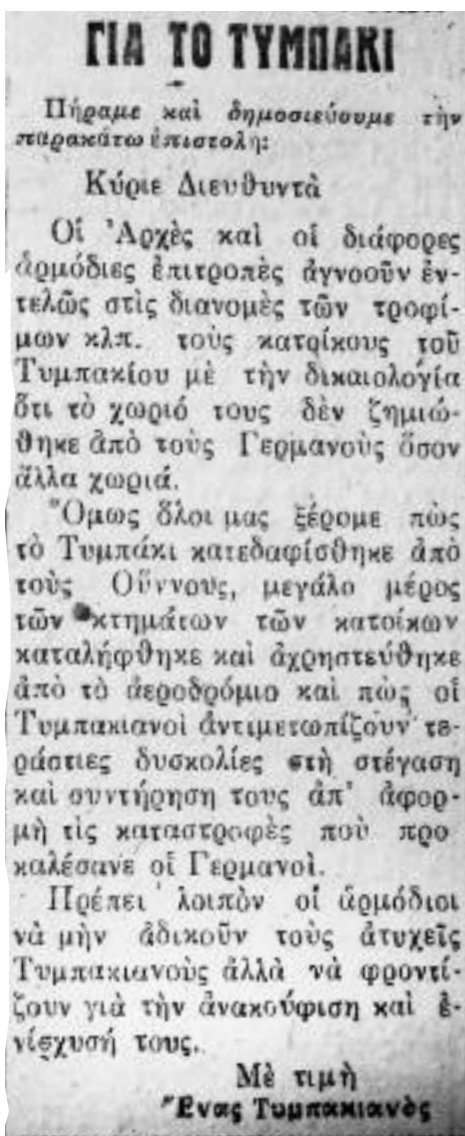 ΓΙΑ ΤΟ ΤΥΜΠΑΚΙ
Πήραμε καὶ δημοσιεύουμε τὴν
παρακάτω ἐπιστολη:
Κύριε Διευθυντὰ
Οἱ Ἀρχὲς καὶ οἱ διάφορες
ἁρμόδιες ἐπιτροπὲς ἀγνοοῦν ἐν-
τελῶς στὶς διανομὲς τῶν τροφί-
μων κλπ. τοὺς κατοίκους τοῦ
Τυμπακίου μὲ τὴν δικαιολογία
ὅτι τὸ χωριό τους δὲν ζημιώ-
θηκε ἀπὸ τοὺς Γερμανοὺς ὅσον
ἄλλα χωριά.
Ὅμως ὅλοι μας ξέρομε πὼς
τὸ Τυμπάκι κατεδαφίσθηκε ἀπὸ
τοὺς Οὕννους, μεγάλο μέρος
τῶν κτημάτων τῶν κατοίκων
καταλήφθηκε καὶ ἀχρηστεύθηκε
ἀπὸ τὸ ἀεροδρόμιο καὶ πὼς οἱ
Τυμπακιανοὶ ἀντιμετωπίζουν τε-
ράστιες δυσκολίες στὴ στέγαση
καὶ συντήρηση τους ἀπ' ἀφορ-
μὴ τὶς καταστροφὲς ποὺ προ
καλέσανε οἱ Γερμανοὶ.
Πρέπει λοιπὸν οἱ ἁρμόδιοι
νὰ μὴν ἀδικοῦν τοὺς ἀτυχεῖς
Τυμπακιανοὺς ἀλλὰ νὰ φροντί-
ζουν γιὰ τὴν ἀνακούφιση καὶ ἐ-
νίσχυσή τους.
Μὲ τιμὴ
Ἕνας Τυμπακιανὸς